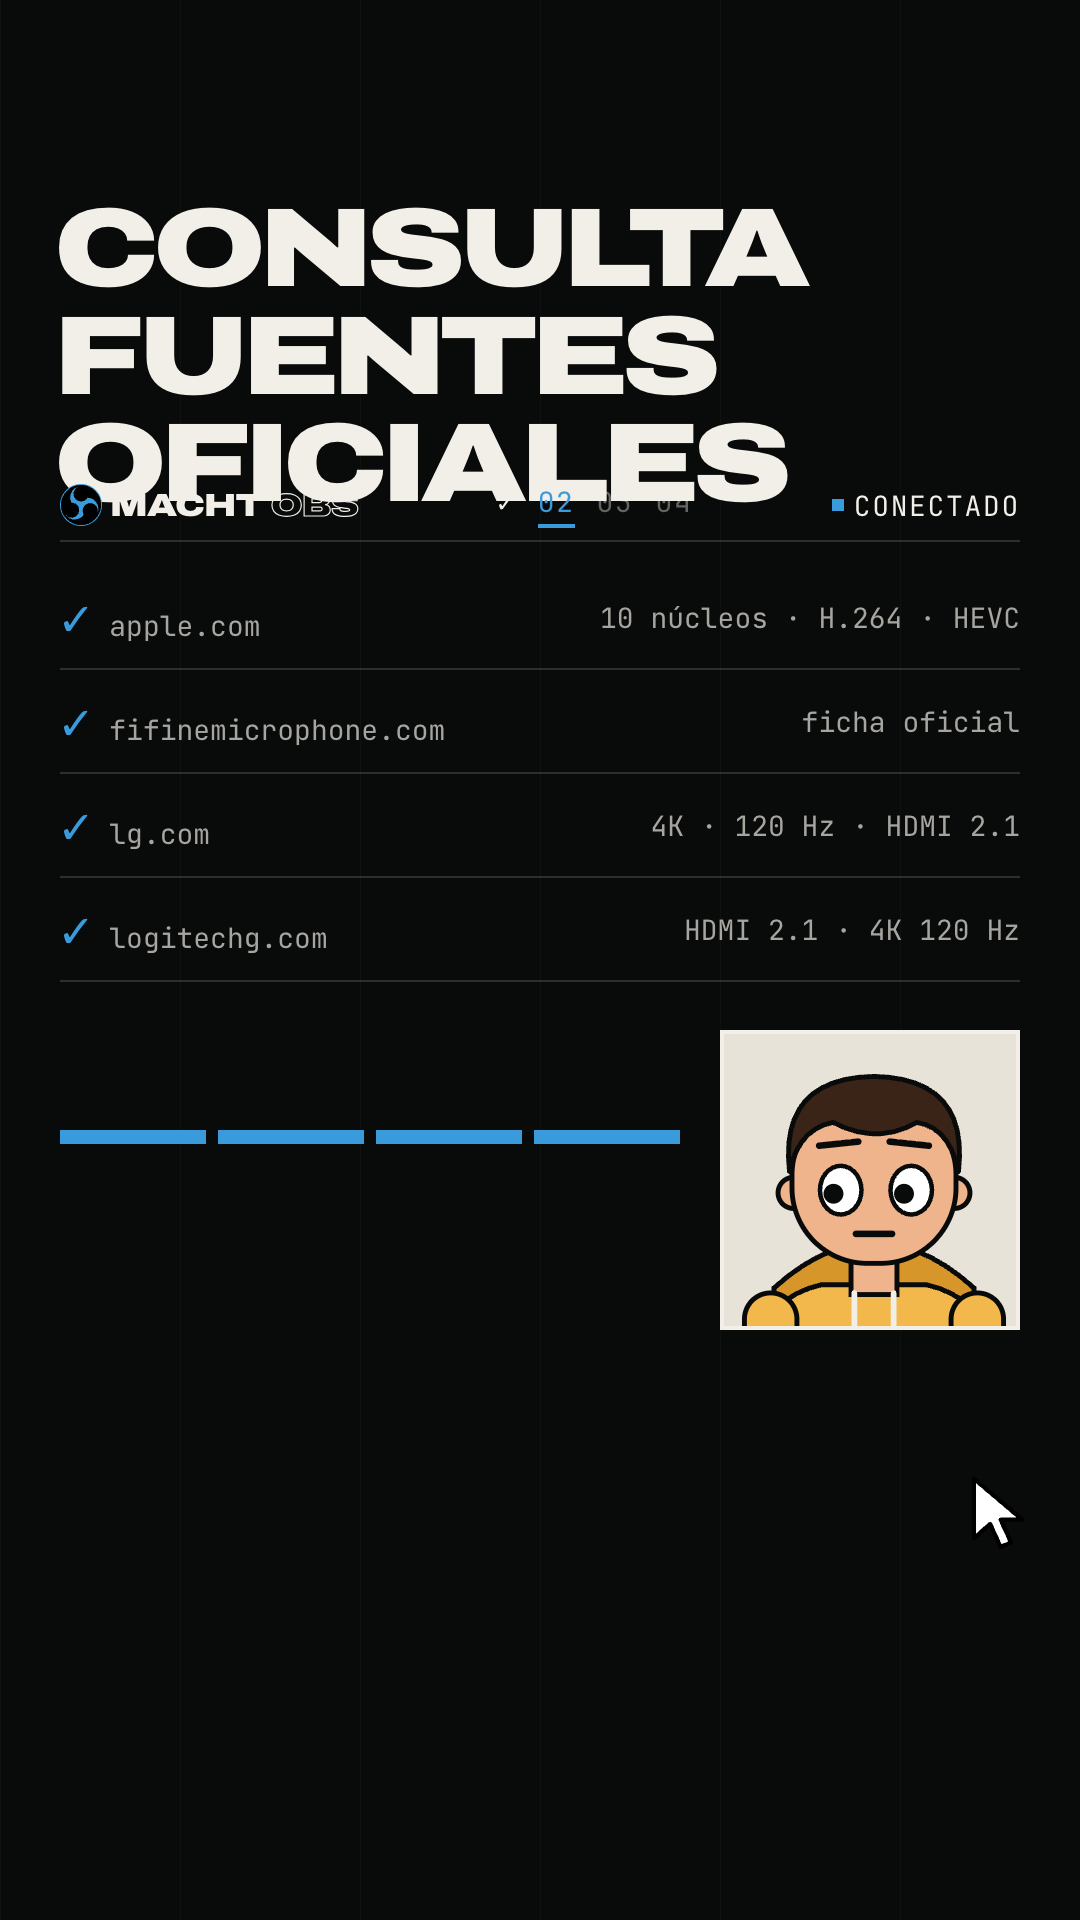 CONSULTA
FUENTES
OFICIALES
MACHT OBS ✓ 02 03 04 CONECTADO
✓ apple.com 10 núcleos · H.264 · HEVC
✓ fifinemicrophone.com ficha oficial
✓ lg.com 4K · 120 Hz · HDMI 2.1
✓ logitechg.com HDMI 2.1 · 4K 120 Hz